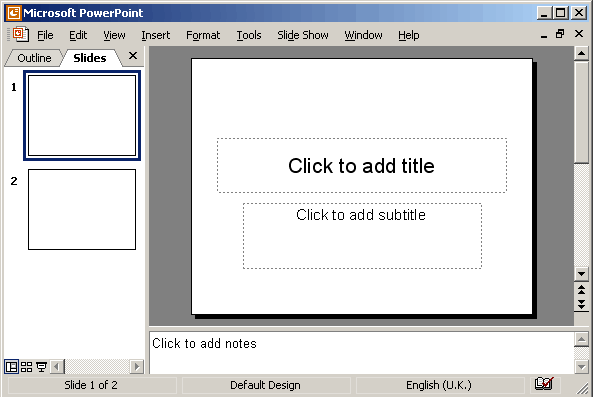 Microsoft PowerPoint
File Edit View Insert Format Tools Slide Show Window Help
Outline Slides
1
2
Click to add title
Click to add subtitle
Click to add notes
Slide 1 of 2 Default Design English (U.K.)